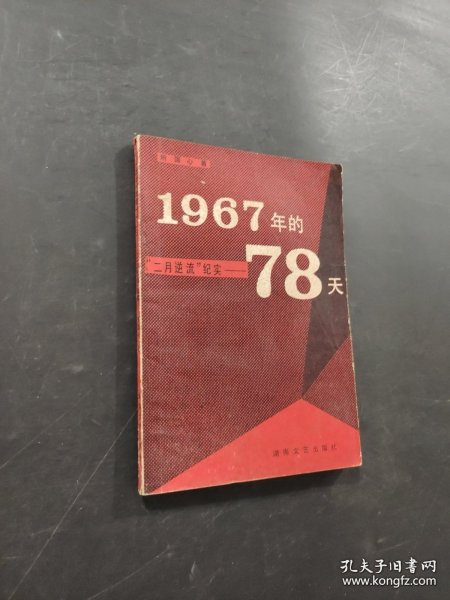 1967年的
"二月逆流"纪实——
78天
湖南文艺出版社
孔夫子旧书网
www.kongfz.com